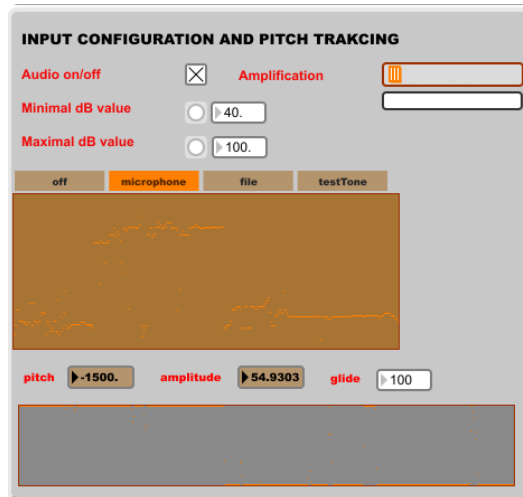 INPUT CONFIGURATION AND PITCH TRAKCING
Audio on/off Amplification
Minimal dB value 40.
Maximal dB value 100.
off microphone file testTone
pitch -1500. amplitude 54.9303 glide 100